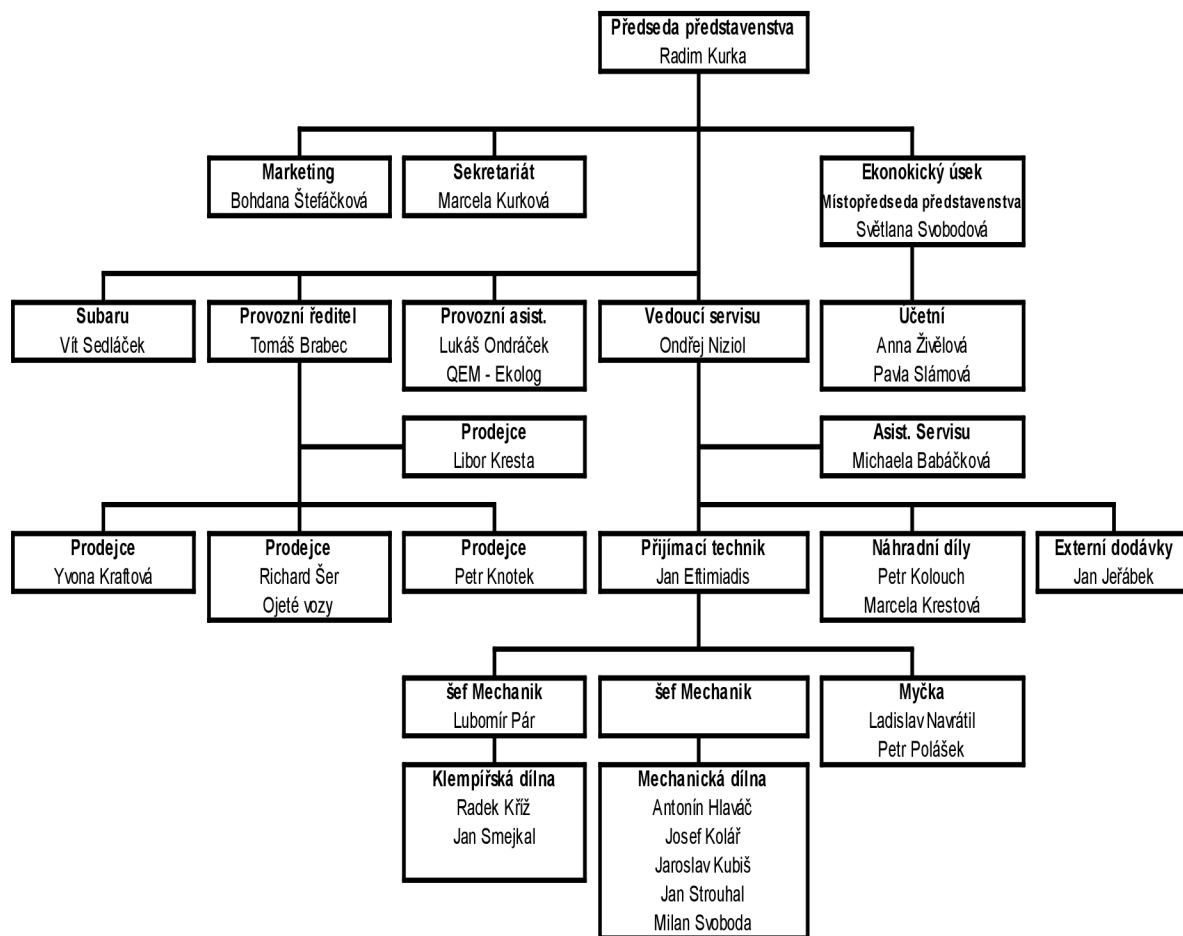 Předseda představenstva
Radim Kurka
Marketing
Bohdana Štefáčková
Sekretariát
Marcela Kurková
Ekonokický úsek
Místopředseda představenstva
Světlana Svobodová
Subaru
Vít Sedláček
Provozní ředitel
Tomáš Brabec
Provozní asist.
Lukáš Ondráček
QEM - Ekolog
Vedoucí servisu
Ondřej Niziol
Účetní
Anna Živělová
Pavla Slámová
Prodejce
Libor Kresta
Asist. Servisu
Michaela Babáčková
Prodejce
Yvona Kraftová
Prodejce
Richard Šer
Ojeté vozy
Prodejce
Petr Knotek
Přijímací technik
Jan Eftimiadis
Náhradní díly
Petr Kolouch
Marcela Krestová
Externí dodávky
Jan Jeřábek
šéf Mechanik
Lubomír Pár
šéf Mechanik
Myčka
Ladislav Navrátil
Petr Polášek
Klempířská dílna
Radek Kříž
Jan Smejkal
Mechanická dílna
Antonín Hlaváč
Josef Kolář
Jaroslav Kubiš
Jan Strouhal
Milan Svoboda